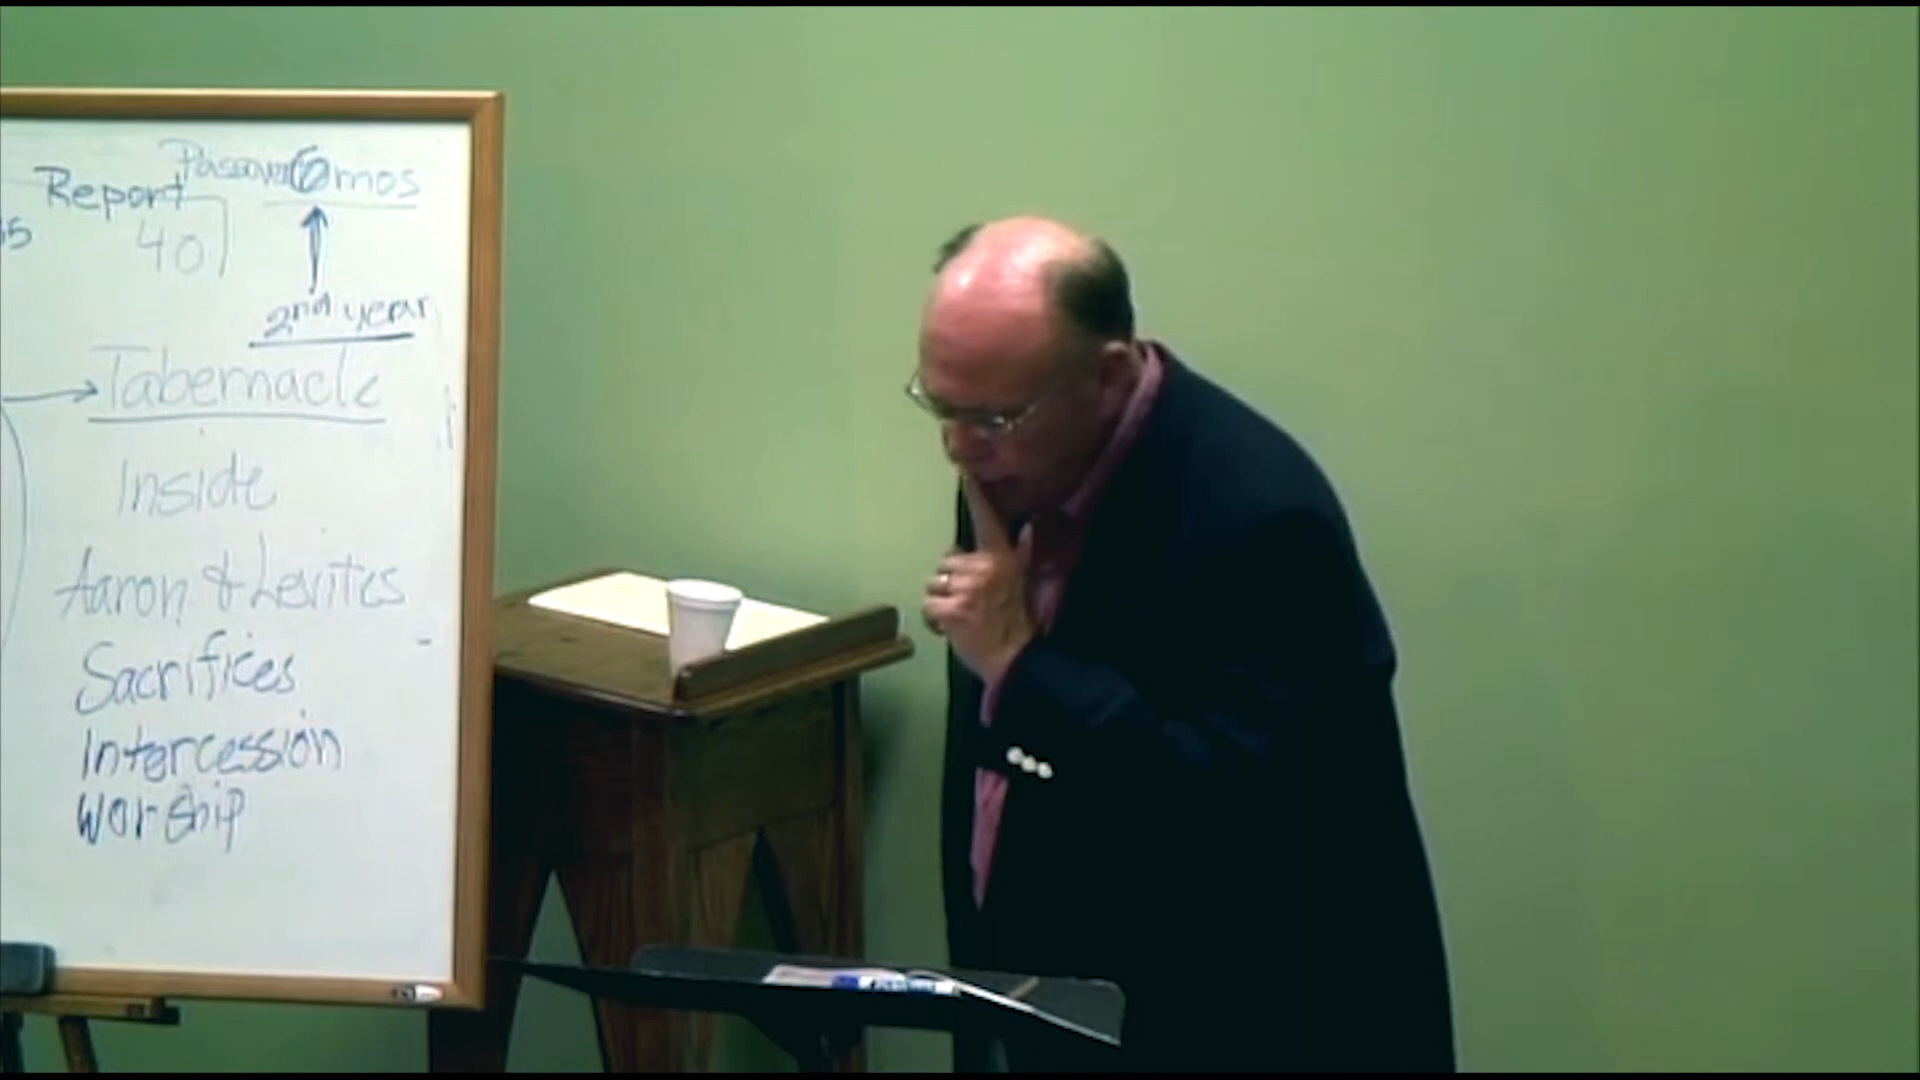 Passover 6 mos
Report
40
2nd year
Tabernacle
Inside
Aaron & Levites
Sacrifices
Intercession
Worship